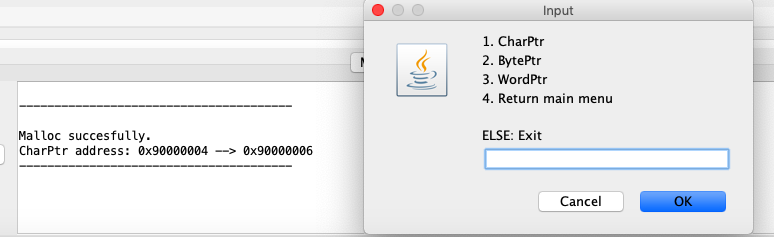 Input
1. CharPtr
2. BytePtr
3. WordPtr
4. Return main menu
ELSE: Exit
Cancel
OK
---------------------------------------
Malloc succesfully.
CharPtr address: 0x90000004 --> 0x90000006
---------------------------------------